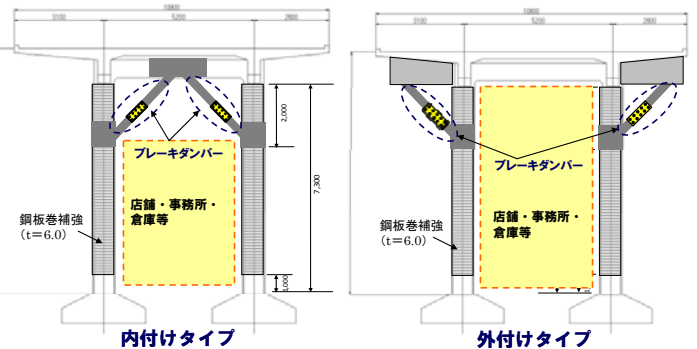 10900
3100
5200
2600
2,000
ブレーキダンパー
7,300
店舗・事務所・
倉庫等
鋼板巻補強
（t＝6.0）
1,000
内付けタイプ
10900
3100
5200
2600
ブレーキダンパー
店舗・事務所・
倉庫等
鋼板巻補強
（t＝6.0）
外付けタイプ